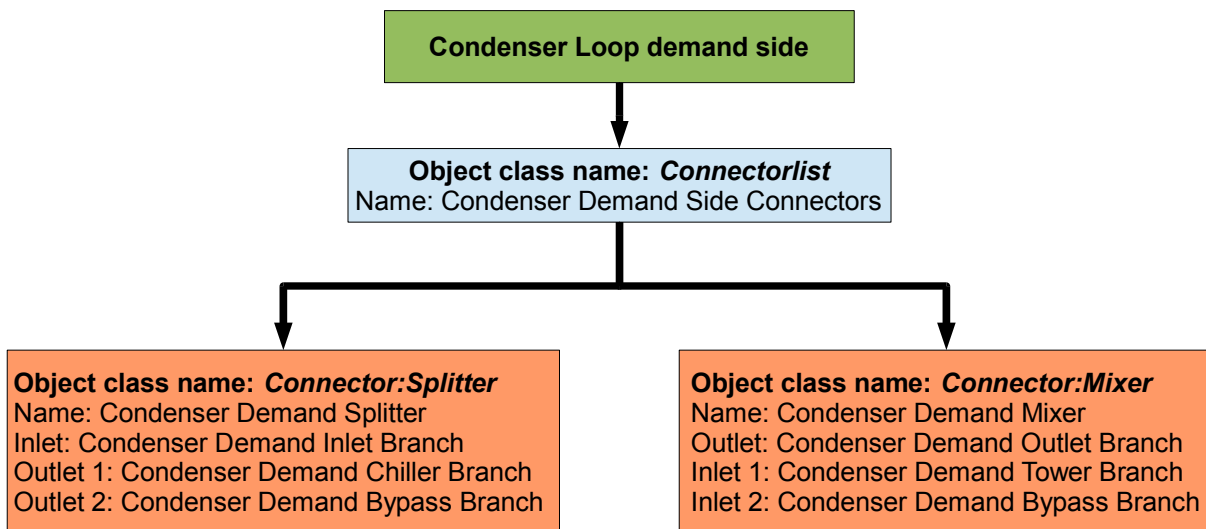 Condenser Loop demand side
Object class name: Connectorlist
Name: Condenser Demand Side Connectors
Object class name: Connector:Splitter
Name: Condenser Demand Splitter
Inlet: Condenser Demand Inlet Branch
Outlet 1: Condenser Demand Chiller Branch
Outlet 2: Condenser Demand Bypass Branch
Object class name: Connector:Mixer
Name: Condenser Demand Mixer
Outlet: Condenser Demand Outlet Branch
Inlet 1: Condenser Demand Tower Branch
Inlet 2: Condenser Demand Bypass Branch